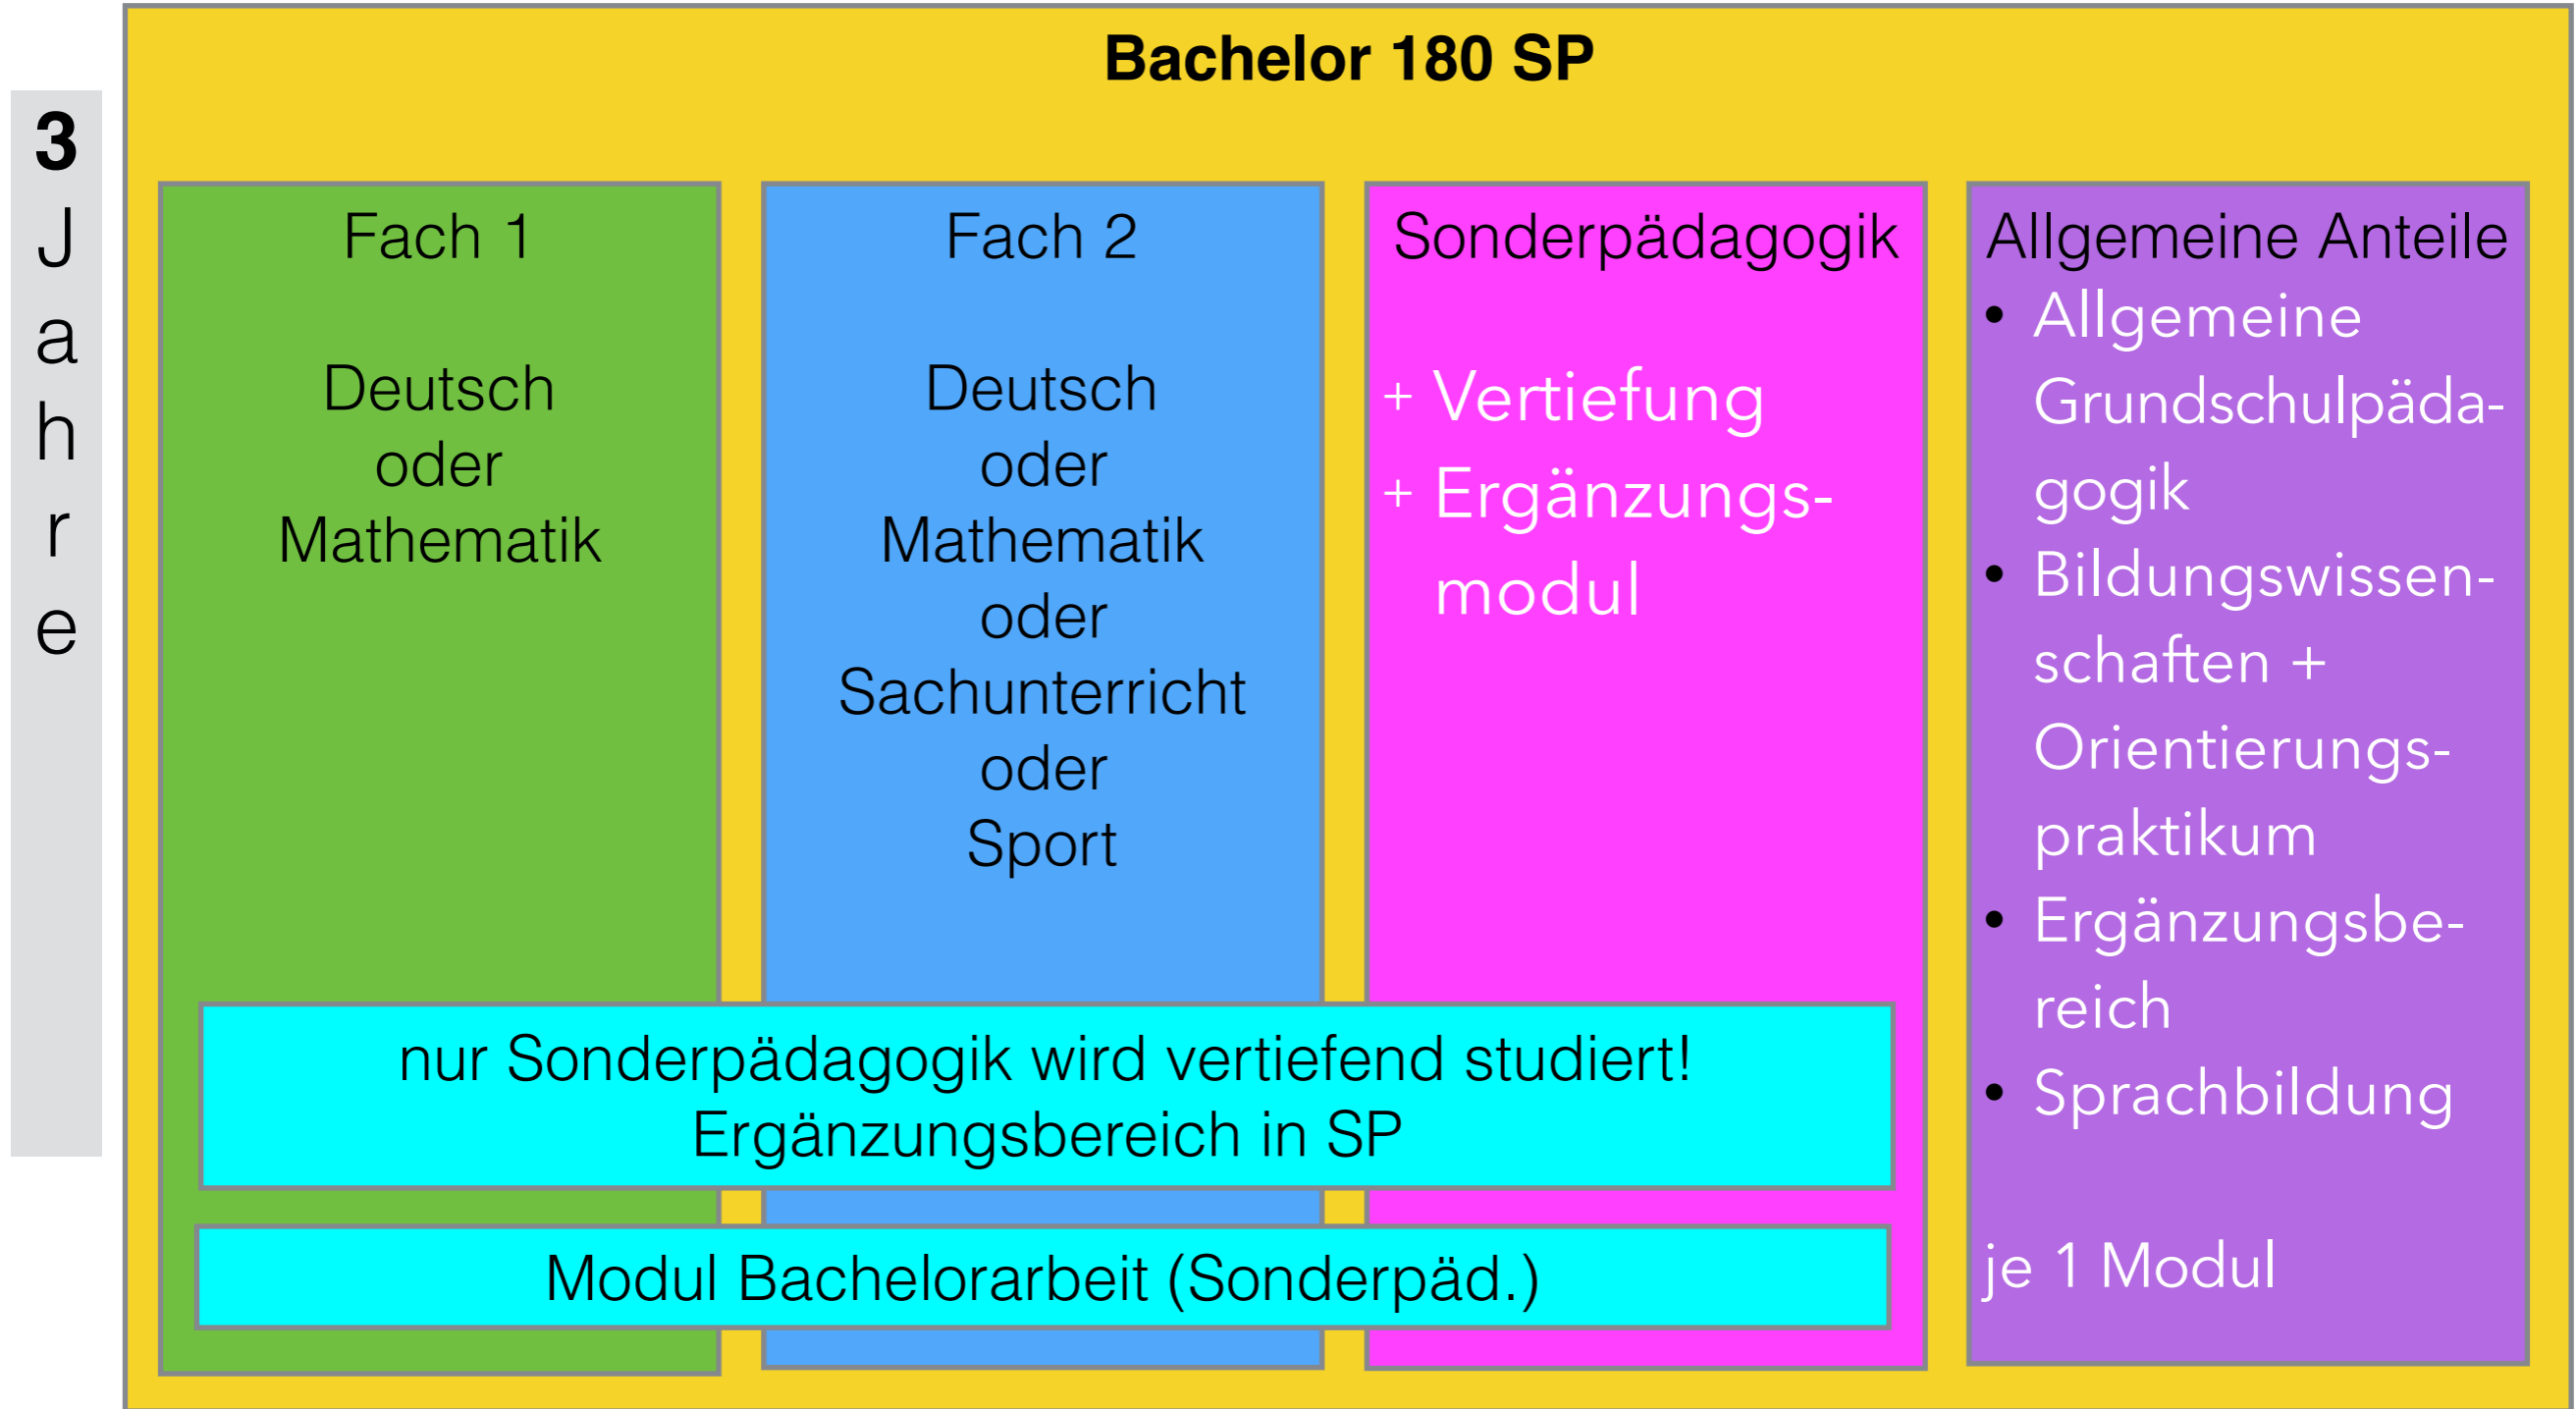 Bachelor 180 SP
3
J
a
h
r
e
Fach 1
Deutsch
oder
Mathematik
Fach 2
Deutsch
oder
Mathematik
oder
Sachunterricht
oder
Sport
Sonderpädagogik
+ Vertiefung
+ Ergänzungs-
modul
Allgemeine Anteile
• Allgemeine
Grundschulpäda-
gogik
• Bildungswissen-
schaften +
Orientierungs-
praktikum
• Ergänzungsbe-
reich
• Sprachbildung
je 1 Modul
nur Sonderpädagogik wird vertiefend studiert!
Ergänzungsbereich in SP
Modul Bachelorarbeit (Sonderpäd.)